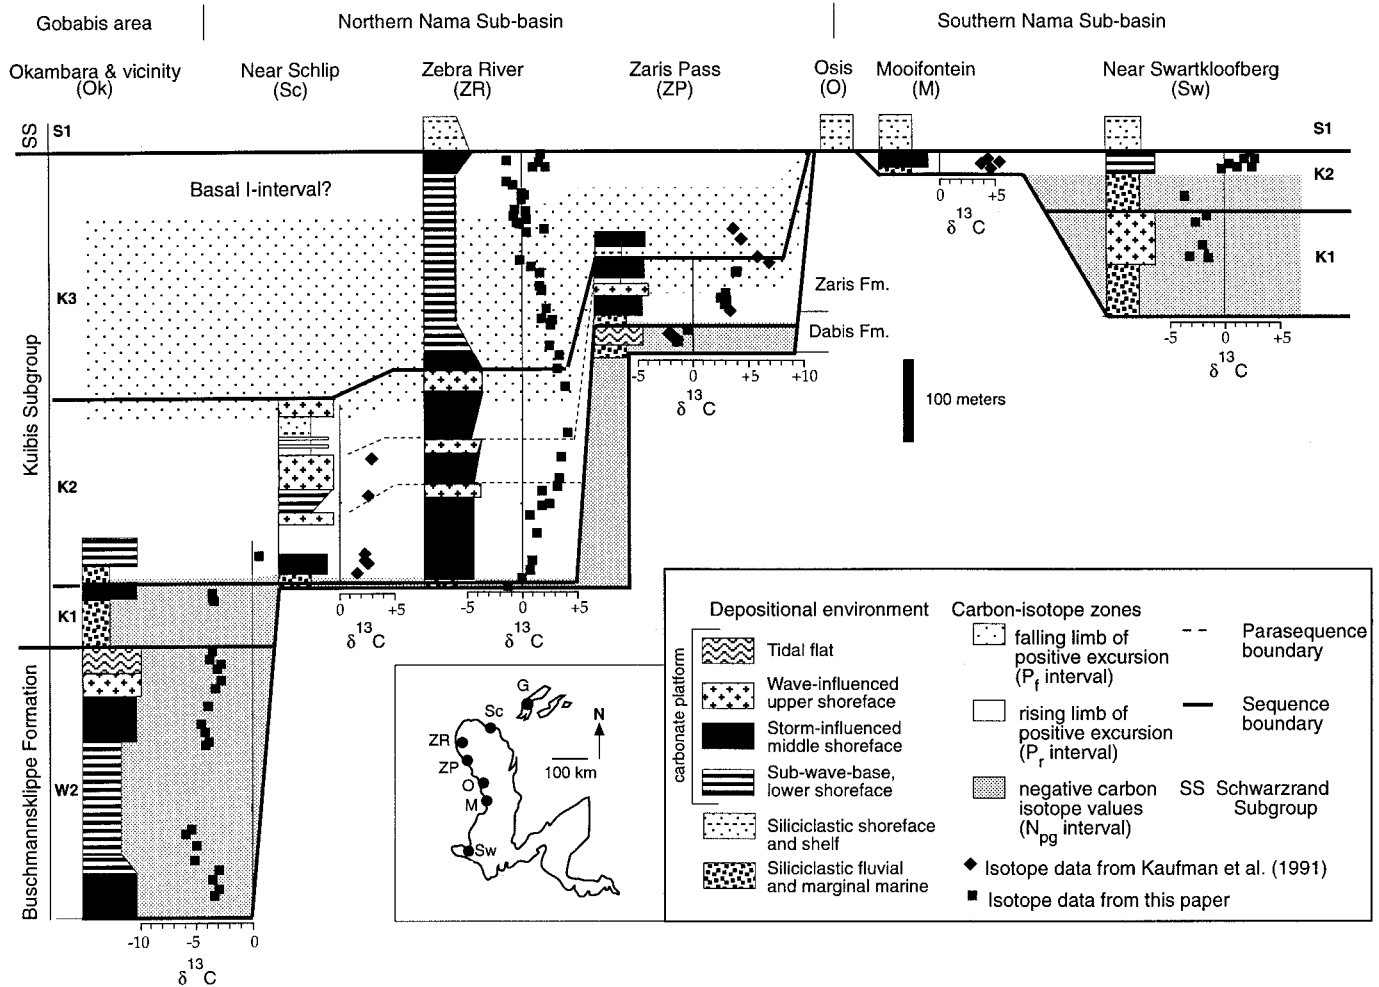 Gobabis area
Northern Nama Sub-basin
Southern Nama Sub-basin
Okambara & vicinity
(Ok)
Near Schlip
(Sc)
Zebra River
(ZR)
Zaris Pass
(ZP)
Osis
(O)
Mooifontein
(M)
Near Swartkloofberg
(Sw)
SS
S1
S1
Basal I-interval?
K2
0 +5
δ13C
K1
K3
Zaris Fm.
Dabis Fm.
-5 0 +5
δ13C
-5 0 +5 +10
δ13C
100 meters
Kuibis Subgroup
K2
K1
0 +5
δ13C
-5 0 +5
δ13C
Buschmannsklippe Formation
W2
-10 -5 0
δ13C
G
Sc
N
ZR
ZP
100 km
O
M
Sw
Depositional environment
carbonate platform
Tidal flat
Wave-influenced
upper shoreface
Storm-influenced
middle shoreface
Sub-wave-base,
lower shoreface
Siliciclastic shoreface
and shelf
Siliciclastic fluvial
and marginal marine
Carbon-isotope zones
falling limb of
positive excursion
(Pf interval)
rising limb of
positive excursion
(Pr interval)
negative carbon
isotope values
(Npg interval)
Parasequence
boundary
Sequence
boundary
SS Schwarzrand
Subgroup
Isotope data from Kaufman et al. (1991)
Isotope data from this paper